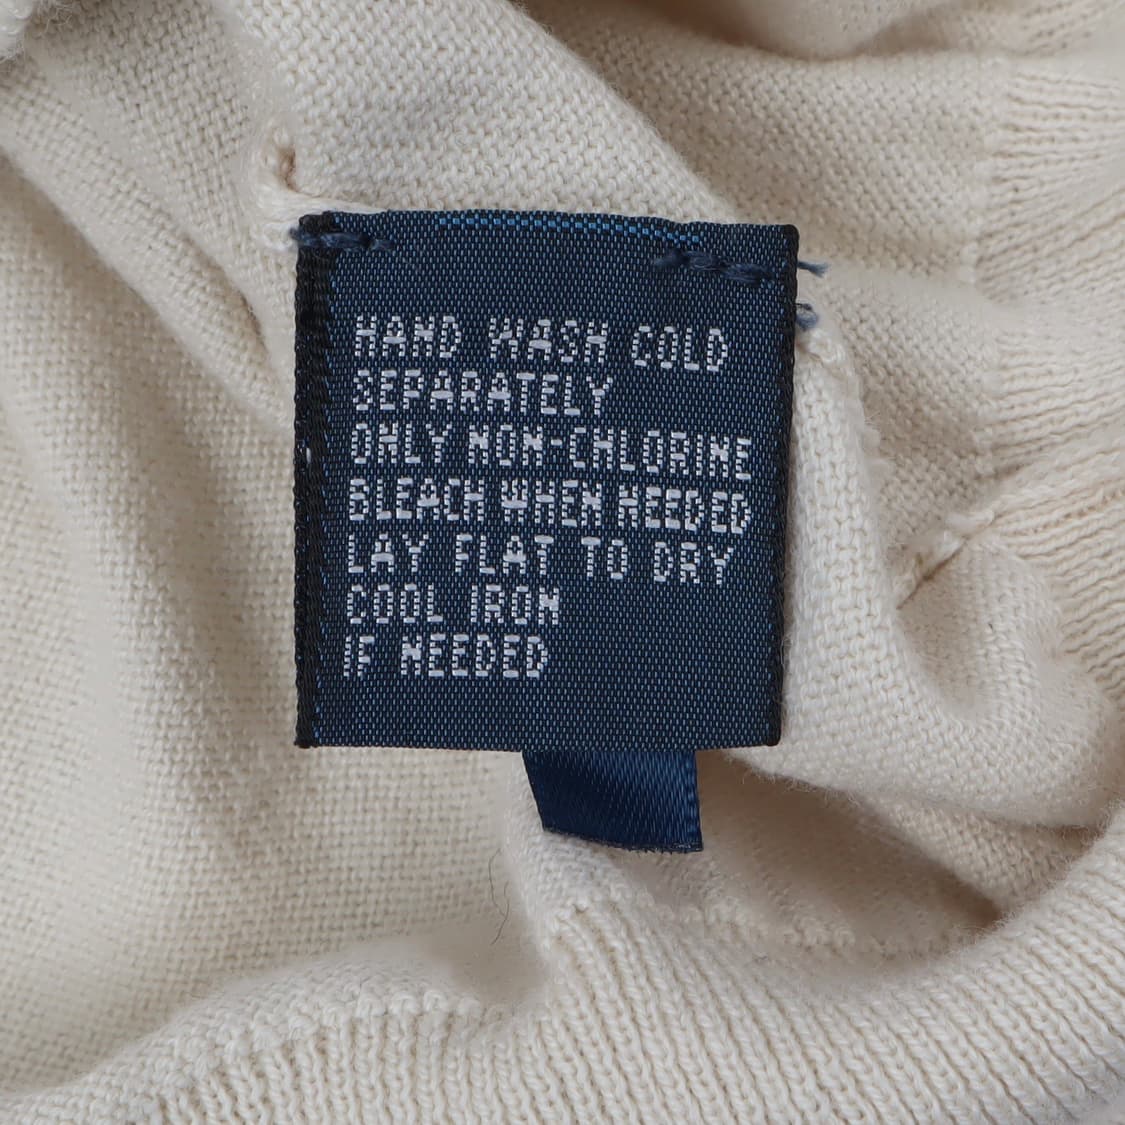 HAND WASH COLD
SEPARATELY
ONLY NON-CHLORINE
BLEACH WHEN NEEDED
LAY FLAT TO DRY
COOL IRON
IF NEEDED